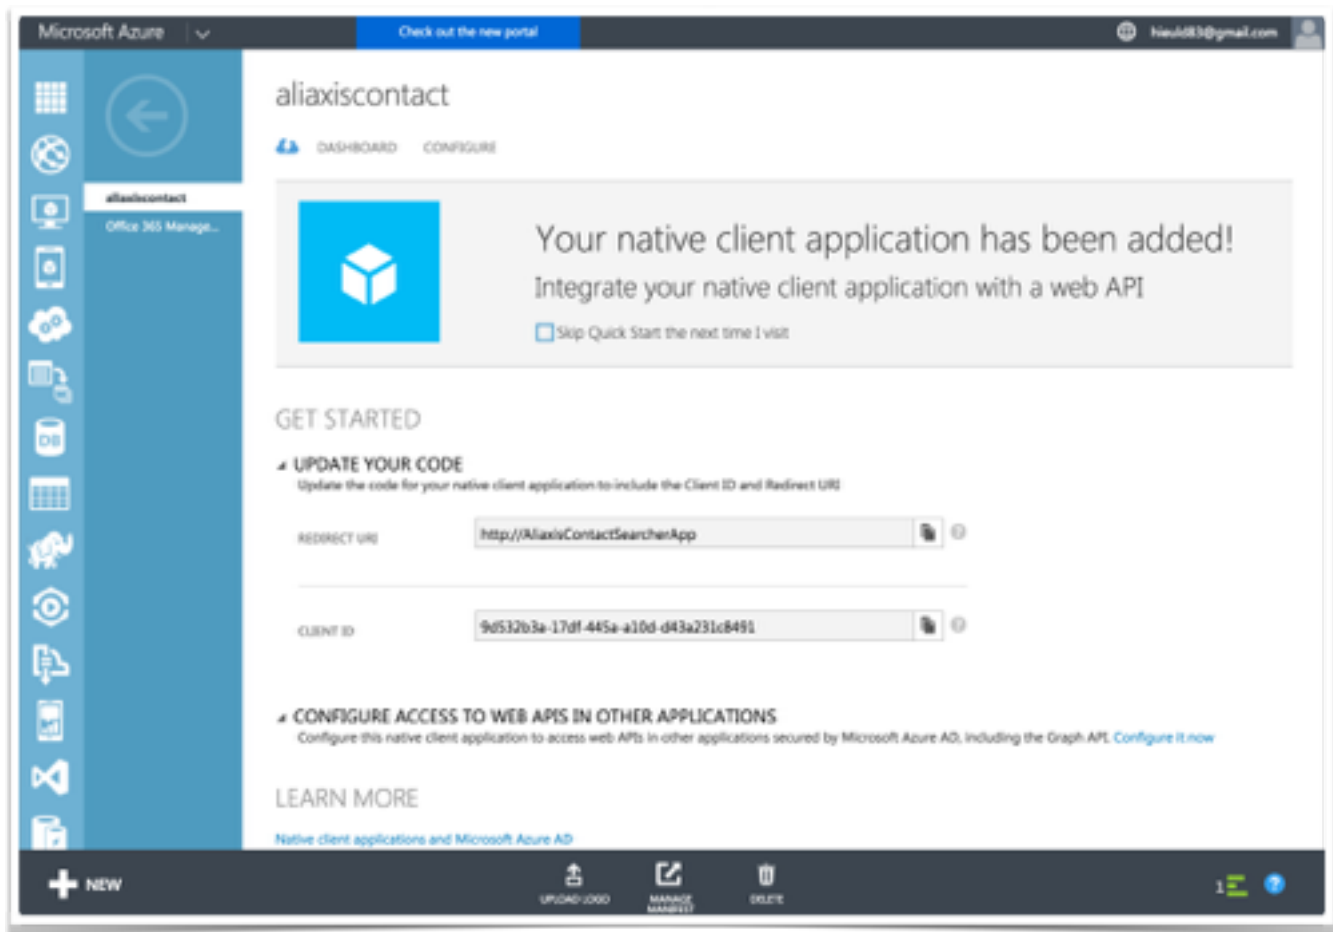 Microsoft Azure
Check out the new portal
hieuld83@gmail.com
aliaxiscontact
DASHBOARD CONFIGURE
aliaxiscontact
Office 365 Manage...
Your native client application has been added!
Integrate your native client application with a web API
Skip Quick Start the next time I visit
GET STARTED
UPDATE YOUR CODE
Update the code for your native client application to include the Client ID and Redirect URI
REDIRECT URI http://AliaxisContactSearcherApp
CLIENT ID 9d532b3a-17df-445a-a10d-d43a231c8491
DB
CONFIGURE ACCESS TO WEB APIS IN OTHER APPLICATIONS
Configure this native client application to access web APIs in other applications secured by Microsoft Azure AD, including the Graph API. Configure it now
LEARN MORE
Native client applications and Microsoft Azure AD
NEW
UPLOAD LOGO
MANAGE MANIFEST
DELETE
1
?